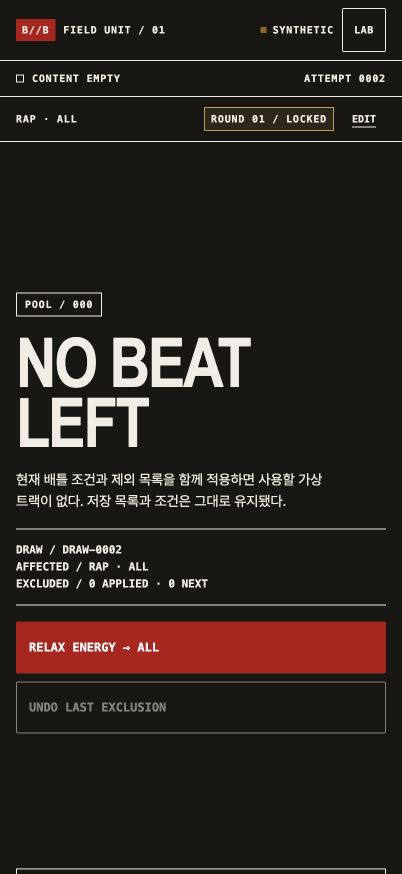 B//B FIELD UNIT / 01 SYNTHETIC LAB
CONTENT EMPTY ATTEMPT 0002
RAP · ALL ROUND 01 / LOCKED EDIT
POOL / 000
NO BEAT
LEFT
현재 배틀 조건과 제외 목록을 함께 적용하면 사용할 가상
트랙이 없다. 저장 목록과 조건은 그대로 유지됐다.
DRAW / DRAW-0002
AFFECTED / RAP · ALL
EXCLUDED / 0 APPLIED · 0 NEXT
RELAX ENERGY → ALL
UNDO LAST EXCLUSION